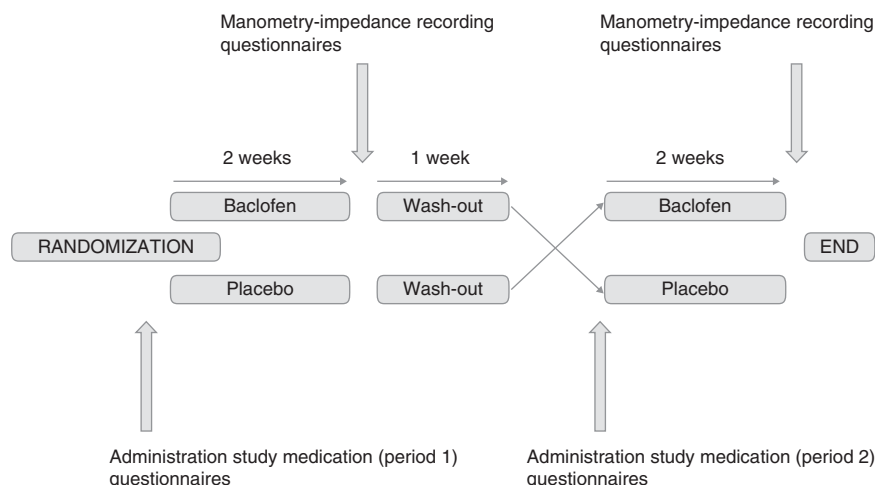 Manometry-impedance recording
questionnaires
Manometry-impedance recording
questionnaires
2 weeks
1 week
2 weeks
Baclofen
Wash-out
Baclofen
RANDOMIZATION
END
Placebo
Wash-out
Placebo
Administration study medication (period 1)
questionnaires
Administration study medication (period 2)
questionnaires